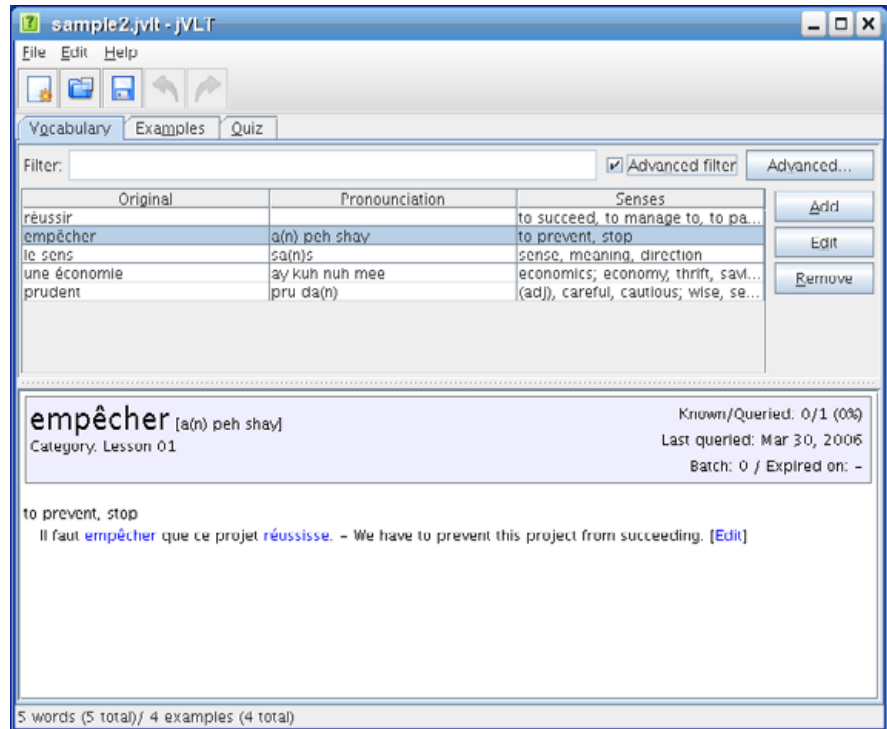 sample2.jvlt - jVLT
File Edit Help
Vocabulary Examples Quiz
Filter: Advanced filter Advanced...
Original Pronounciation Senses
réussir to succeed, to manage to, to pa...
empêcher a(n) peh shay to prevent, stop
le sens sa(n)s sense, meaning, direction
une économie ay kuh nuh mee economics; economy, thrift, savi...
prudent pru da(n) (adj), careful, cautious; wise, se...
Add
Edit
Remove
empêcher [a(n) peh shay]
Category: Lesson 01
Known/Queried: 0/1 (0%)
Last queried: Mar 30, 2006
Batch: 0 / Expired on: –
to prevent, stop
Il faut empêcher que ce projet réussisse. – We have to prevent this project from succeeding. [Edit]
5 words (5 total)/ 4 examples (4 total)